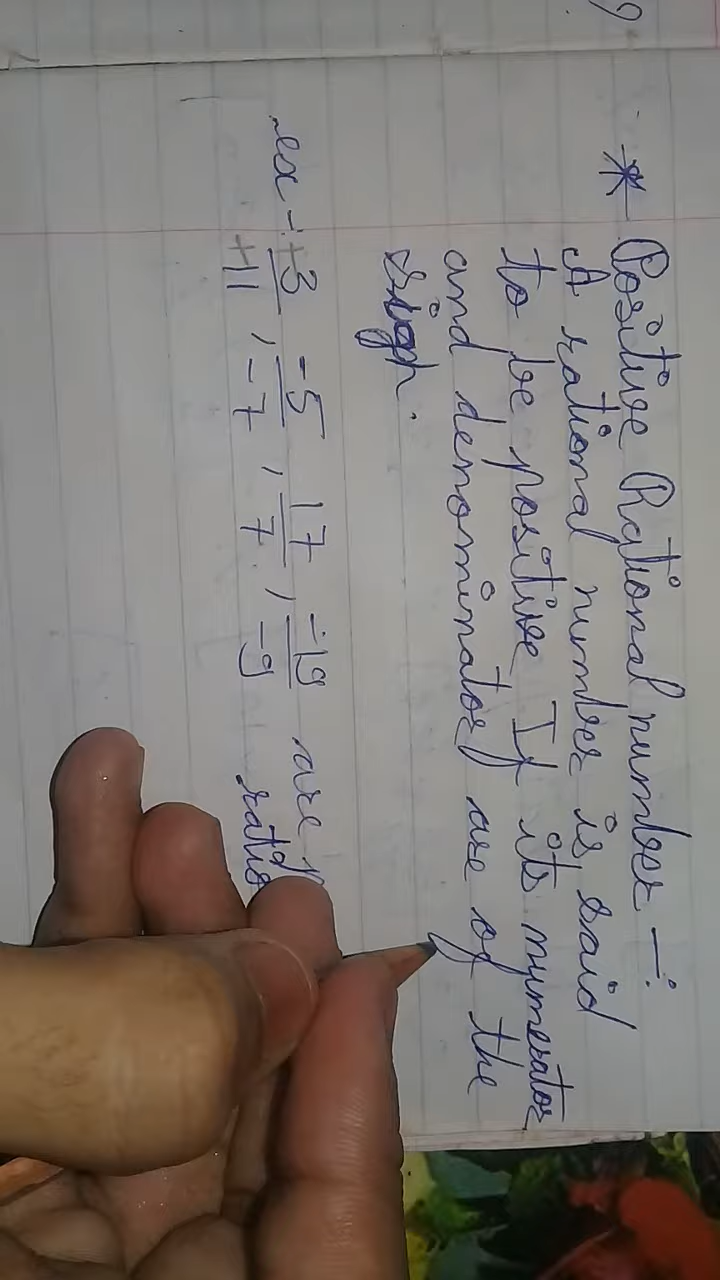 9
* Positive Rational number -:
A rational number is said
to be positive If its numerator
and denominator are of the
sign.
ex -: +3/+11 , -5/-7 , 17/7 , -19/-9 are